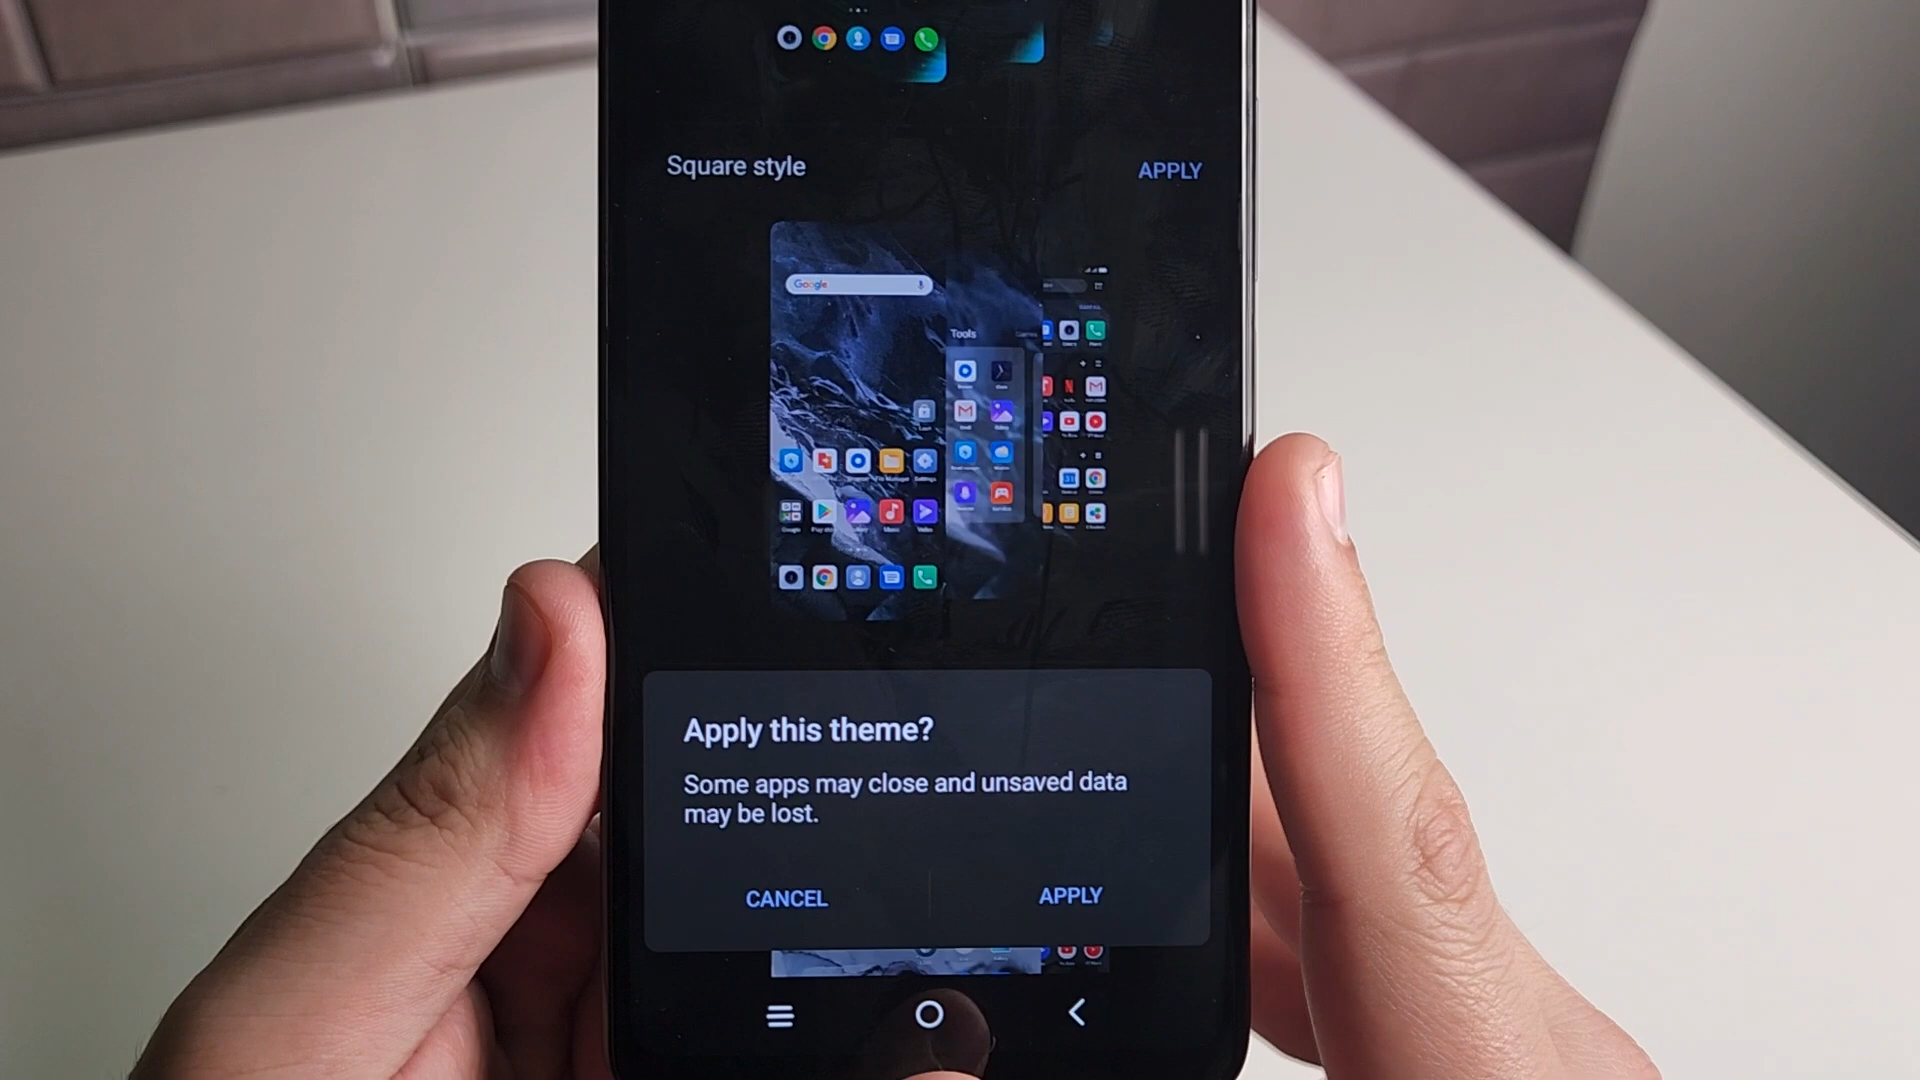 Square style
APPLY
Google
Tools
Apply this theme?
Some apps may close and unsaved data
may be lost.
CANCEL
APPLY